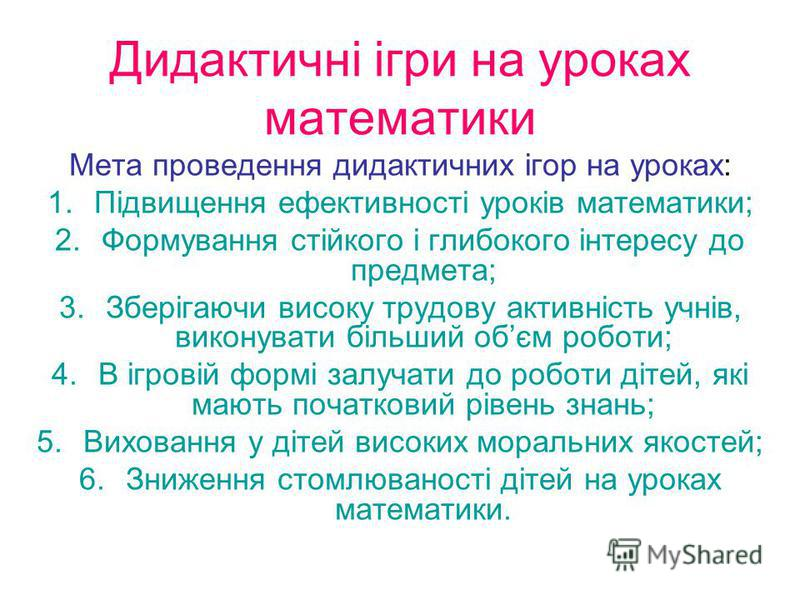 Дидактичні ігри на уроках
математики
Мета проведення дидактичних ігор на уроках:
1. Підвищення ефективності уроків математики;
2. Формування стійкого і глибокого інтересу до
предмета;
3. Зберігаючи високу трудову активність учнів,
виконувати більший об’єм роботи;
4. В ігровій формі залучати до роботи дітей, які
мають початковий рівень знань;
5. Виховання у дітей високих моральних якостей;
6. Зниження стомлюваності дітей на уроках
математики.
MyShared